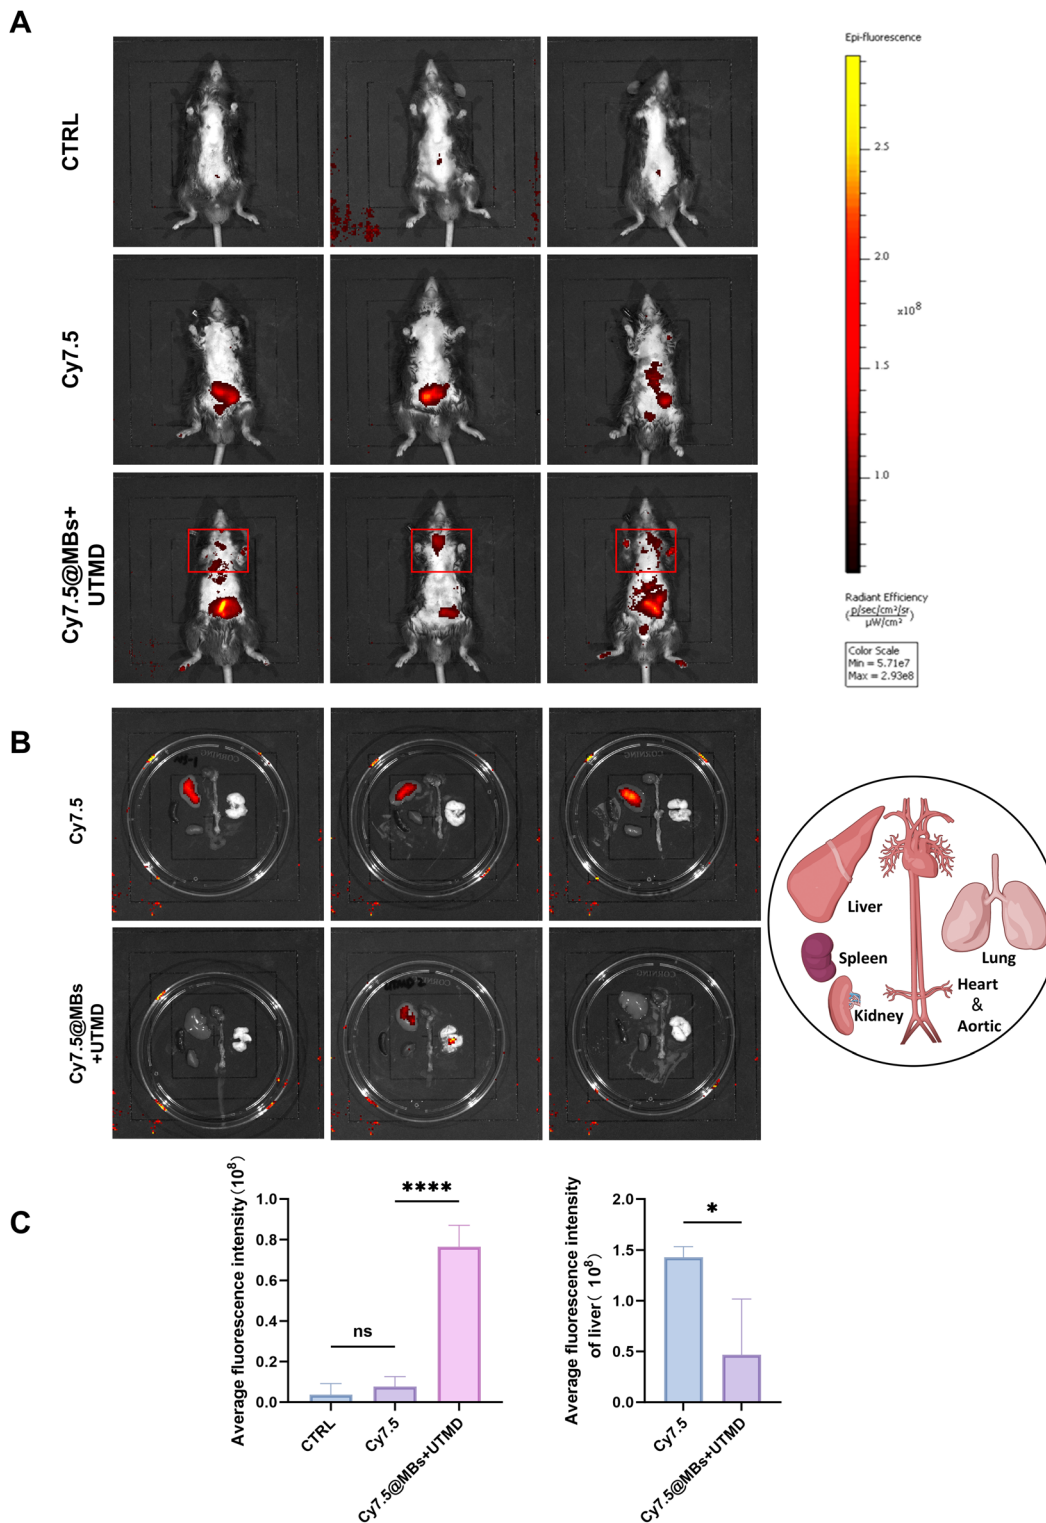 A
CTRL
Cy7.5
Cy7.5@MBs+
UTMD
Epi-fluorescence
2.5
2.0
x10⁸
1.5
1.0
Radiant Efficiency
(p/sec/cm²/sr
µW/cm²)
Color Scale
Min = 5.71e7
Max = 2.93e8
B
Cy7.5
Cy7.5@MBs
+UTMD
CORNING
CORNING
CORNING
Liver
Spleen
Kidney
Lung
Heart
&
Aortic
C
Average fluorescence intensity(10⁸)
1.0
0.8
0.6
0.4
0.2
0.0
ns
****
CTRL
Cy7.5
Cy7.5@MBs+UTMD
Average fluorescence intensity
of liver( 10⁸)
2.0
1.5
1.0
0.5
0.0
*
Cy7.5
Cy7.5@MBs+UTMD